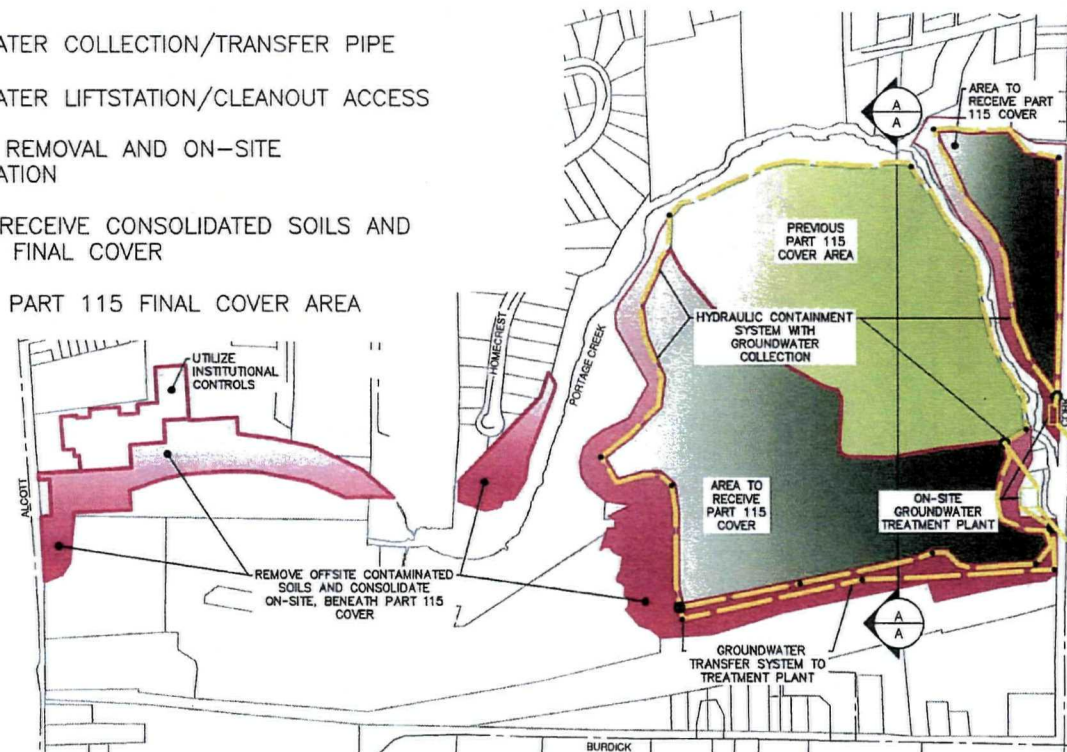 ATER COLLECTION/TRANSFER PIPE
ATER LIFTSTATION/CLEANOUT ACCESS
REMOVAL AND ON-SITE
ATION
RECEIVE CONSOLIDATED SOILS AND
FINAL COVER
PART 115 FINAL COVER AREA
A
A
AREA TO
RECEIVE PART
115 COVER
PREVIOUS
PART 115
COVER AREA
HYDRAULIC CONTAINMENT
SYSTEM WITH
GROUNDWATER
COLLECTION
UTILIZE
INSTITUTIONAL
CONTROLS
HOMECREST
PORTAGE CREEK
ALCOTT
AREA TO
RECEIVE
PART 115
COVER
ON-SITE
GROUNDWATER
TREATMENT PLANT
REMOVE OFFSITE CONTAMINATED
SOILS AND CONSOLIDATE
ON-SITE, BENEATH PART 115
COVER
A
A
GROUNDWATER
TRANSFER SYSTEM TO
TREATMENT PLANT
BURDICK